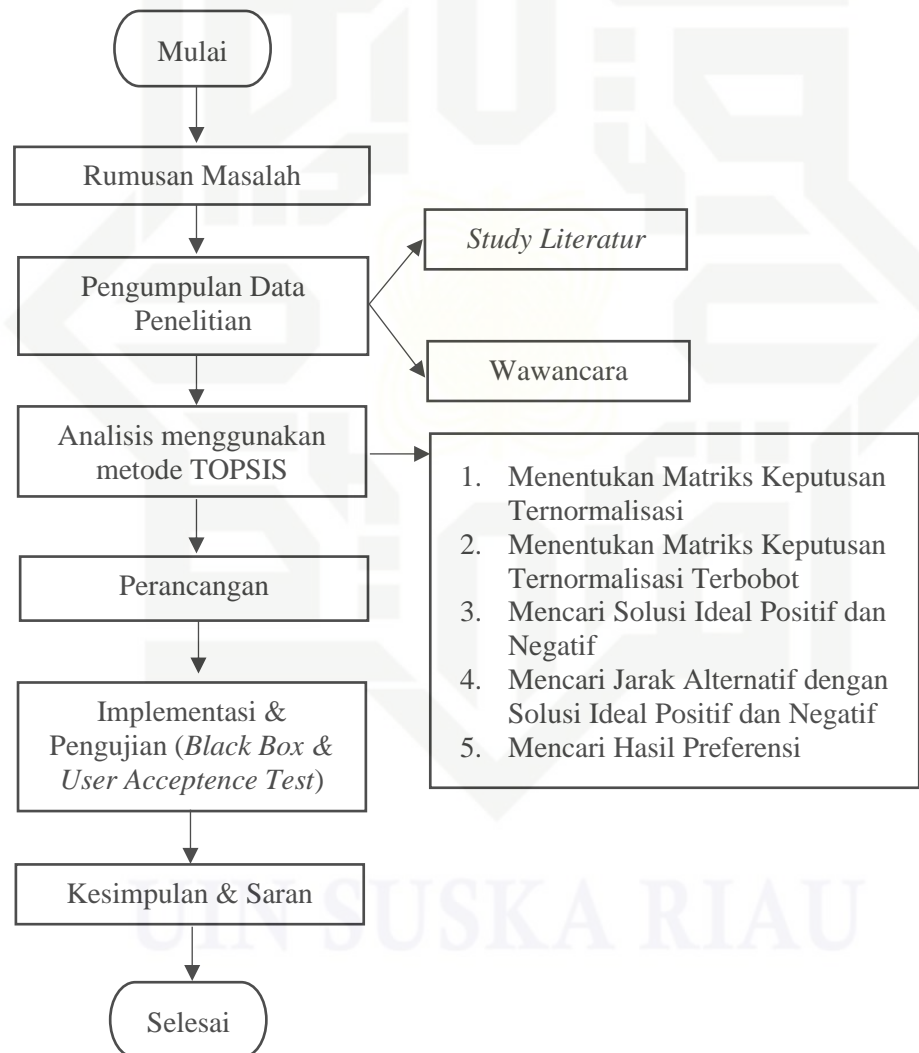 Mulai
Rumusan Masalah
Study Literatur
Pengumpulan Data
Penelitian
Wawancara
Analisis menggunakan
metode TOPSIS
1. Menentukan Matriks Keputusan
Ternormalisasi
2. Menentukan Matriks Keputusan
Ternormalisasi Terbobot
3. Mencari Solusi Ideal Positif dan
Negatif
4. Mencari Jarak Alternatif dengan
Solusi Ideal Positif dan Negatif
5. Mencari Hasil Preferensi
Perancangan
Implementasi &
Pengujian (Black Box &
User Acceptence Test)
Kesimpulan & Saran
UIN SUSKA RIAU
Selesai